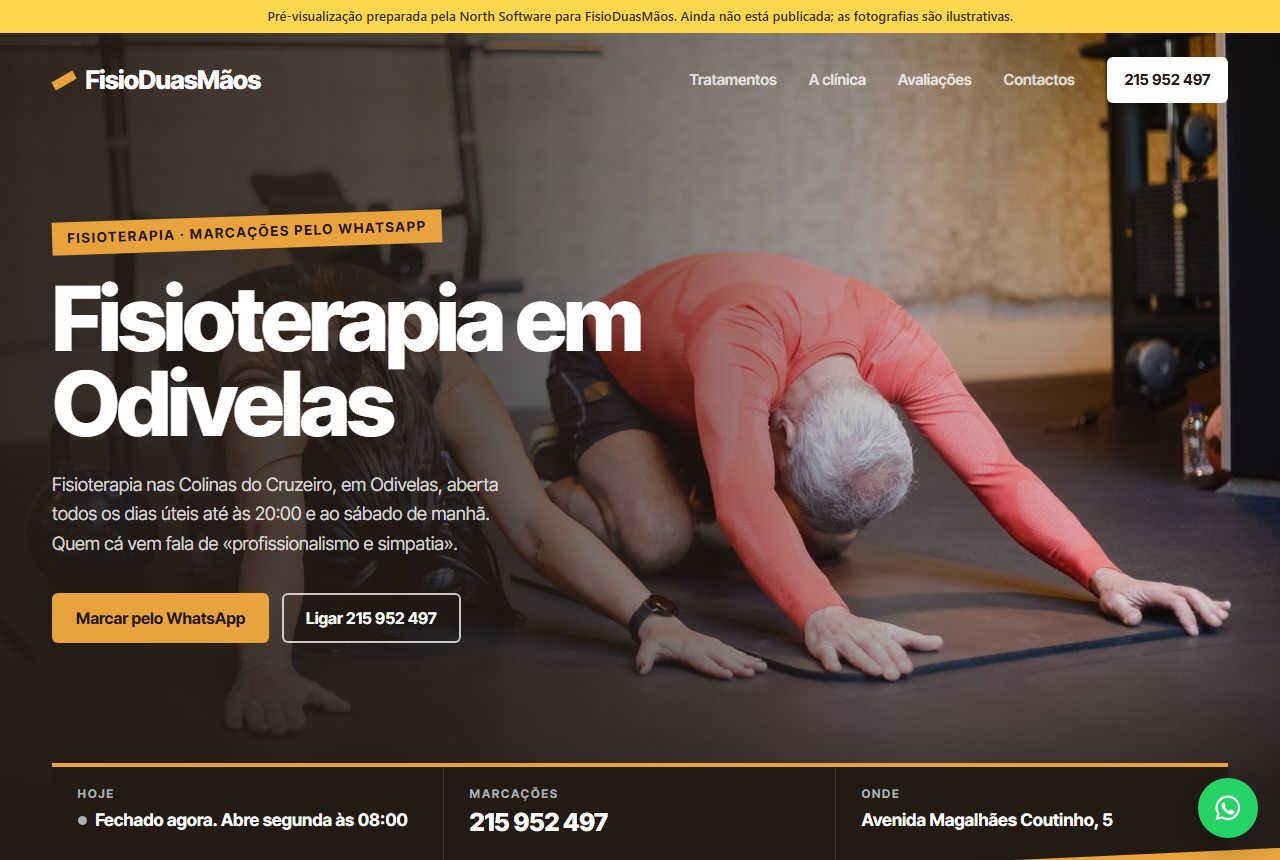 Pré-visualização preparada pela North Software para FisioDuasMãos. Ainda não está publicada; as fotografias são ilustrativas.
FisioDuasMãos
Tratamentos
A clínica
Avaliações
Contactos
215 952 497
FISIOTERAPIA · MARCAÇÕES PELO WHATSAPP
Fisioterapia em
Odivelas
Fisioterapia nas Colinas do Cruzeiro, em Odivelas, aberta
todos os dias úteis até às 20:00 e ao sábado de manhã.
Quem cá vem fala de «profissionalismo e simpatia».
Marcar pelo WhatsApp
Ligar 215 952 497
HOJE
Fechado agora. Abre segunda às 08:00
MARCAÇÕES
215 952 497
ONDE
Avenida Magalhães Coutinho, 5